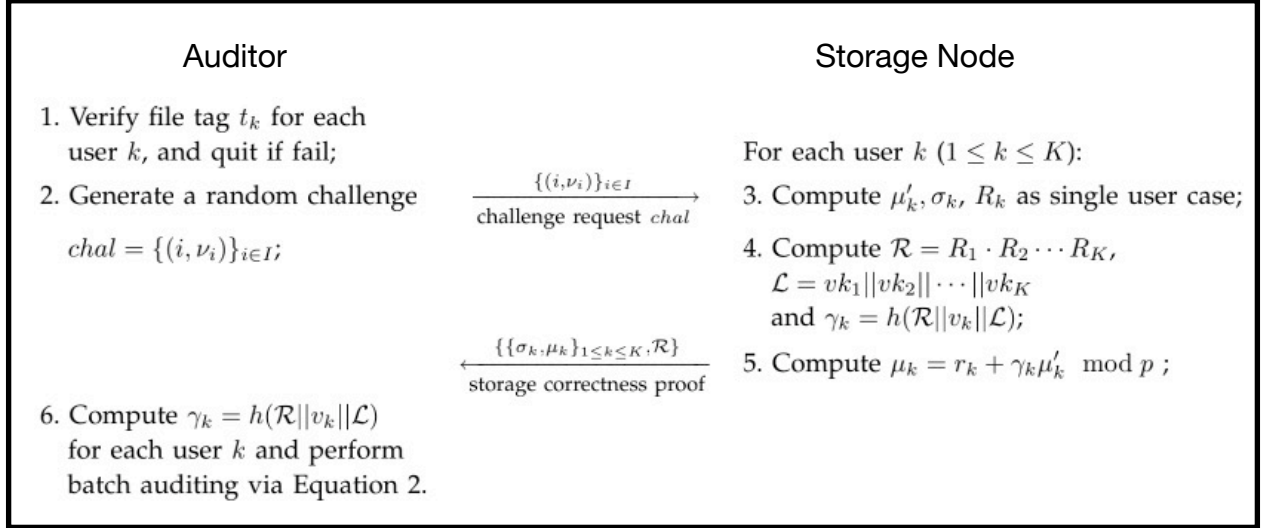 Auditor
Storage Node
1. Verify file tag t_k for each
user k, and quit if fail;
2. Generate a random challenge
chal = {(i, ν_i)}_{i∈I};
{(i,ν_i)}_{i∈I}
challenge request chal
For each user k (1 ≤ k ≤ K):
3. Compute μ′_k, σ_k, R_k as single user case;
4. Compute ℛ = R_1 · R_2 ··· R_K,
ℒ = vk_1||vk_2||···||vk_K
and γ_k = h(ℛ||v_k||ℒ);
{{σ_k,μ_k}_{1≤k≤K},ℛ}
storage correctness proof
5. Compute μ_k = r_k + γ_kμ′_k mod p ;
6. Compute γ_k = h(ℛ||v_k||ℒ)
for each user k and perform
batch auditing via Equation 2.